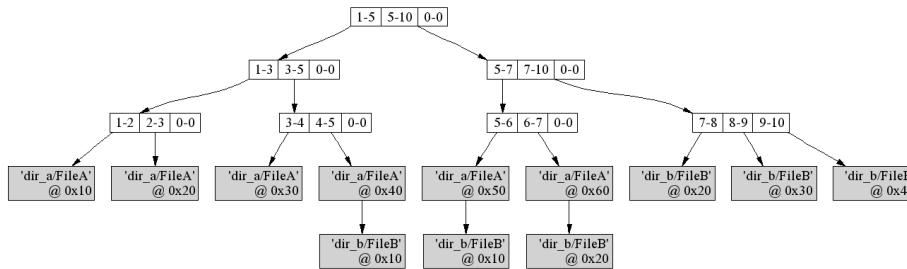 1-5 5-10 0-0
1-3 3-5 0-0
5-7 7-10 0-0
1-2 2-3 0-0
3-4 4-5 0-0
5-6 6-7 0-0
7-8 8-9 9-10
'dir_a/FileA'
@ 0x10
'dir_a/FileA'
@ 0x20
'dir_a/FileA'
@ 0x30
'dir_a/FileA'
@ 0x40
'dir_a/FileA'
@ 0x50
'dir_a/FileA'
@ 0x60
'dir_b/FileB'
@ 0x20
'dir_b/FileB'
@ 0x30
@
'dir_b/FileB'
@ 0x10
'dir_b/FileB'
@ 0x10
'dir_b/FileB'
@ 0x20